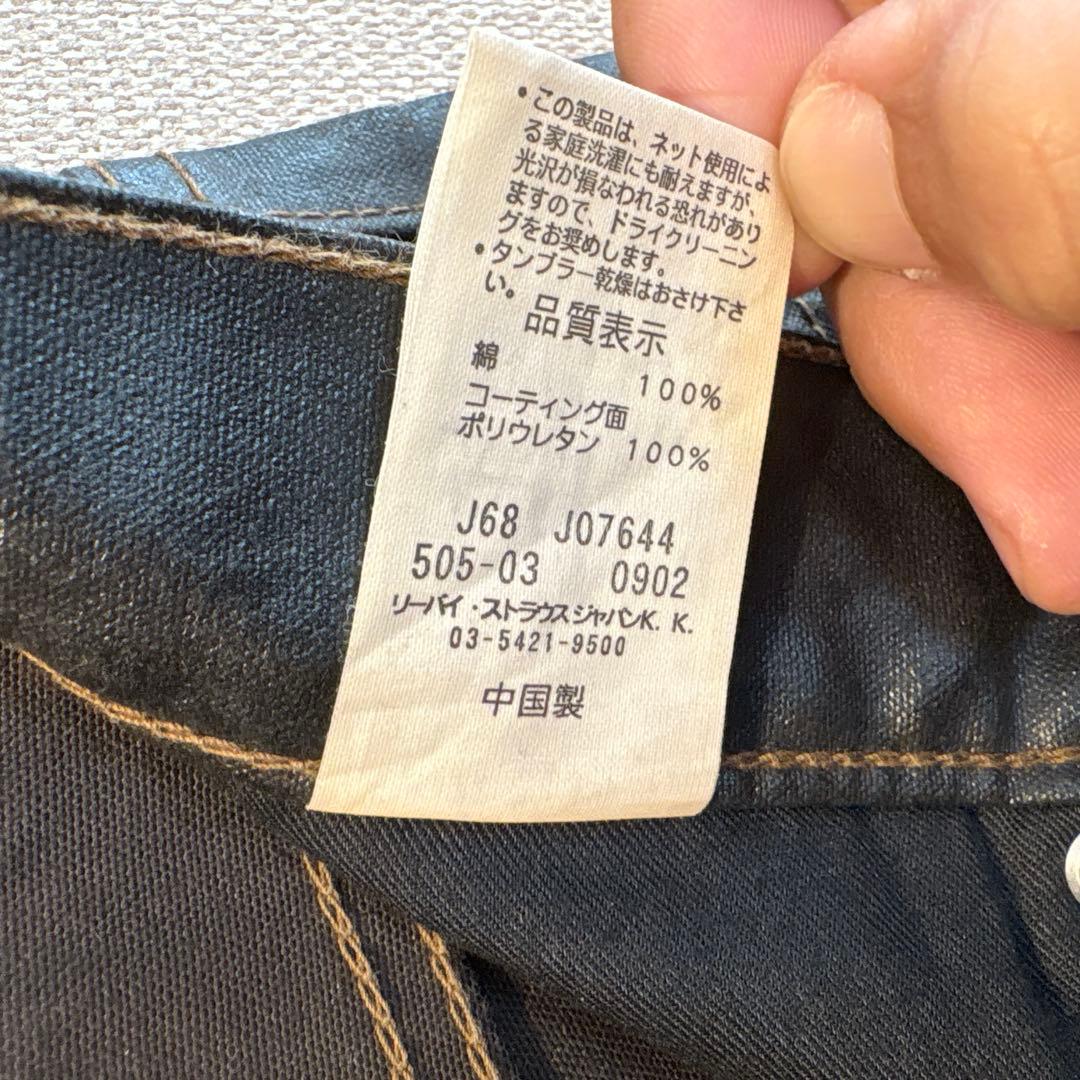 ・この製品は、ネット使用によ
る家庭洗濯にも耐えますが、
光沢が損なわれる恐れがあり
ますので、ドライクリーニン
グをお奨めします。
・タンブラー乾燥はおさけ下さ
い。
品質表示
綿 100%
コーティング面
ポリウレタン 100%
J68 J07644
505-03 0902
リーバイ・ストラウスジャパンK. K.
03-5421-9500
中国製